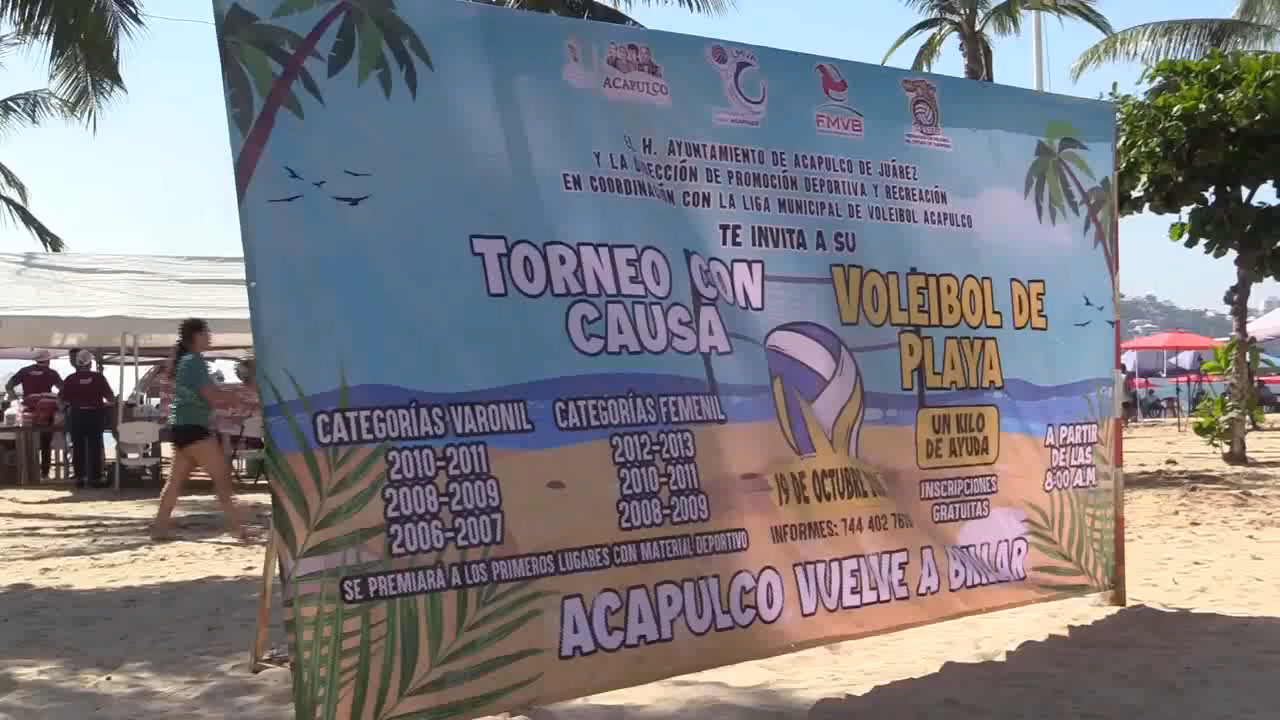 ACAPULCO
ACAPULCO
FMVB
H. AYUNTAMIENTO DE ACAPULCO DE JUÁREZ
Y LA DIRECCIÓN DE PROMOCIÓN DEPORTIVA Y RECREACIÓN
EN COORDINACIÓN CON LA LIGA MUNICIPAL DE VOLEIBOL ACAPULCO
TE INVITA A SU
TORNEO CON
CAUSA
VOLEIBOL DE
PLAYA
CATEGORÍAS VARONIL
2010-2011
2008-2009
2006-2007
CATEGORÍAS FEMENIL
2012-2013
2010-2011
2008-2009
19 DE OCTUBRE
INFORMES: 744 402
UN KILO
DE AYUDA
INSCRIPCIONES
GRATUITAS
A PARTIR
DE LAS
8:00 A.M
SE PREMIARÁ A LOS PRIMEROS LUGARES CON MATERIAL DEPORTIVO
ACAPULCO VUELVE A BRILLAR